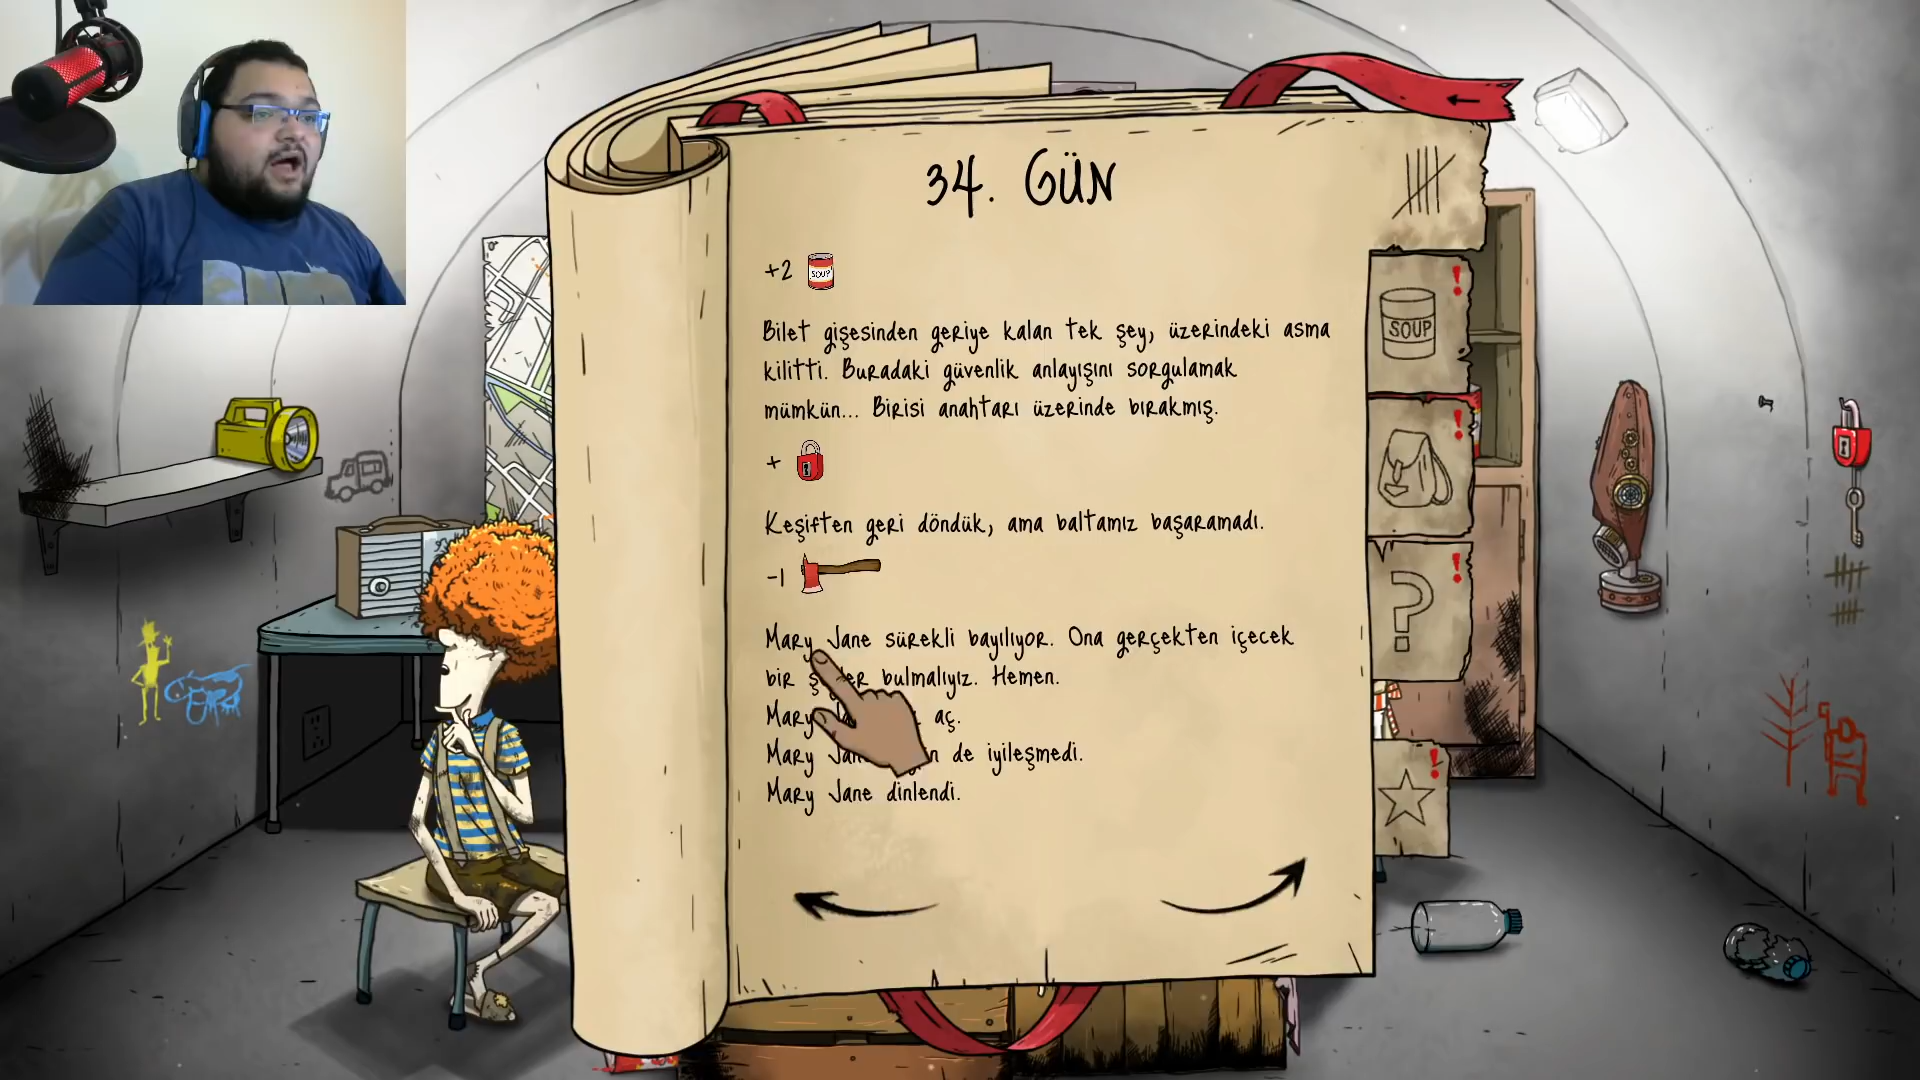 34. GÜN
+2 SOUP
Bilet gişesinden geriye kalan tek şey, üzerindeki asma
kilitti. Buradaki güvenlik anlayışını sorgulamak
mümkün... Birisi anahtarı üzerinde bırakmış.
+
Keşiften geri döndük, ama baltamız başaramadı.
-1
Mary Jane sürekli bayılıyor. Ona gerçekten içecek
bir bulmalıyız. Hemen.
Mary aç.
Mary de iyileşmedi.
Mary Jane dinlendi.
!
SOUP
!
! ?
!